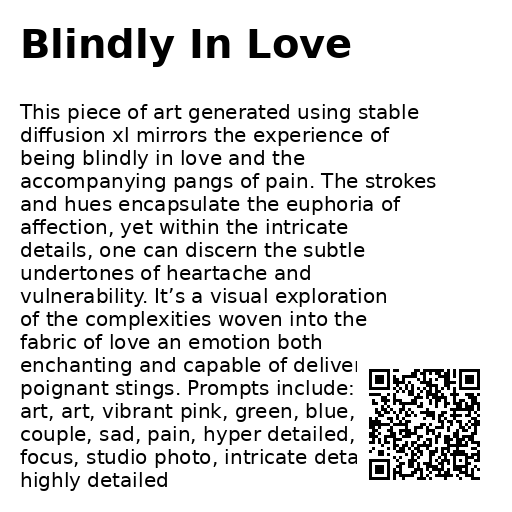 Blindly In Love
This piece of art generated using stable
diffusion xl mirrors the experience of
being blindly in love and the
accompanying pangs of pain. The strokes
and hues encapsulate the euphoria of
affection, yet within the intricate
details, one can discern the subtle
undertones of heartache and
vulnerability. It’s a visual exploration
of the complexities woven into the
fabric of love an emotion both
enchanting and capable of
poignant stings. Prompts include:
art, art, vibrant pink, green, blue,
couple, sad, pain, hyper detailed,
focus, studio photo, intricate
highly detailed